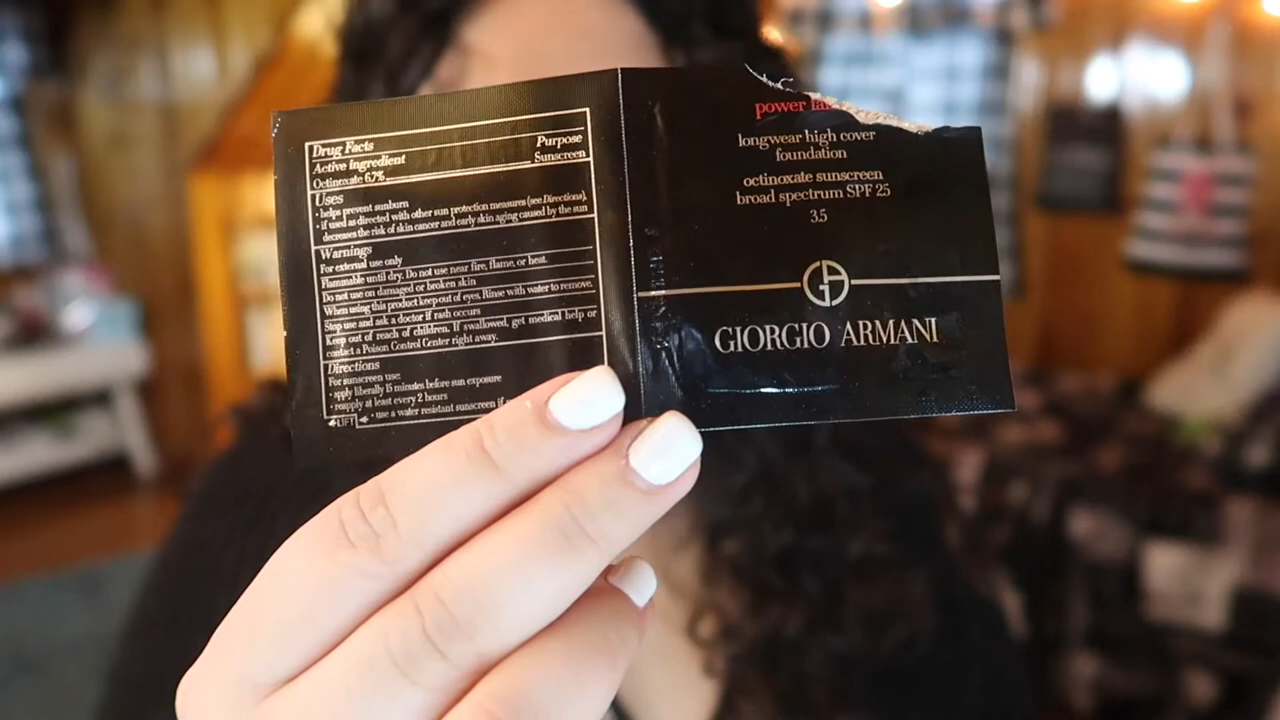 Drug Facts
Active ingredient Purpose
Octinoxate 6.7% Sunscreen
Uses
· helps prevent sunburn
· if used as directed with other sun protection measures (see Directions),
decreases the risk of skin cancer and early skin aging caused by the sun
Warnings
For external use only
Flammable until dry. Do not use near fire, flame, or heat.
Do not use on damaged or broken skin
When using this product keep out of eyes. Rinse with water to remove.
Stop use and ask a doctor if rash occurs
Keep out of reach of children. If swallowed, get medical help or
contact a Poison Control Center right away.
Directions
For sunscreen use:
· apply liberally 15 minutes before sun exposure
· reapply at least every 2 hours
· use a water resistant sunscreen if
LIFT
power
longwear high cover
foundation
octinoxate sunscreen
broad spectrum SPF 25
3.5
GA
GIORGIO ARMANI